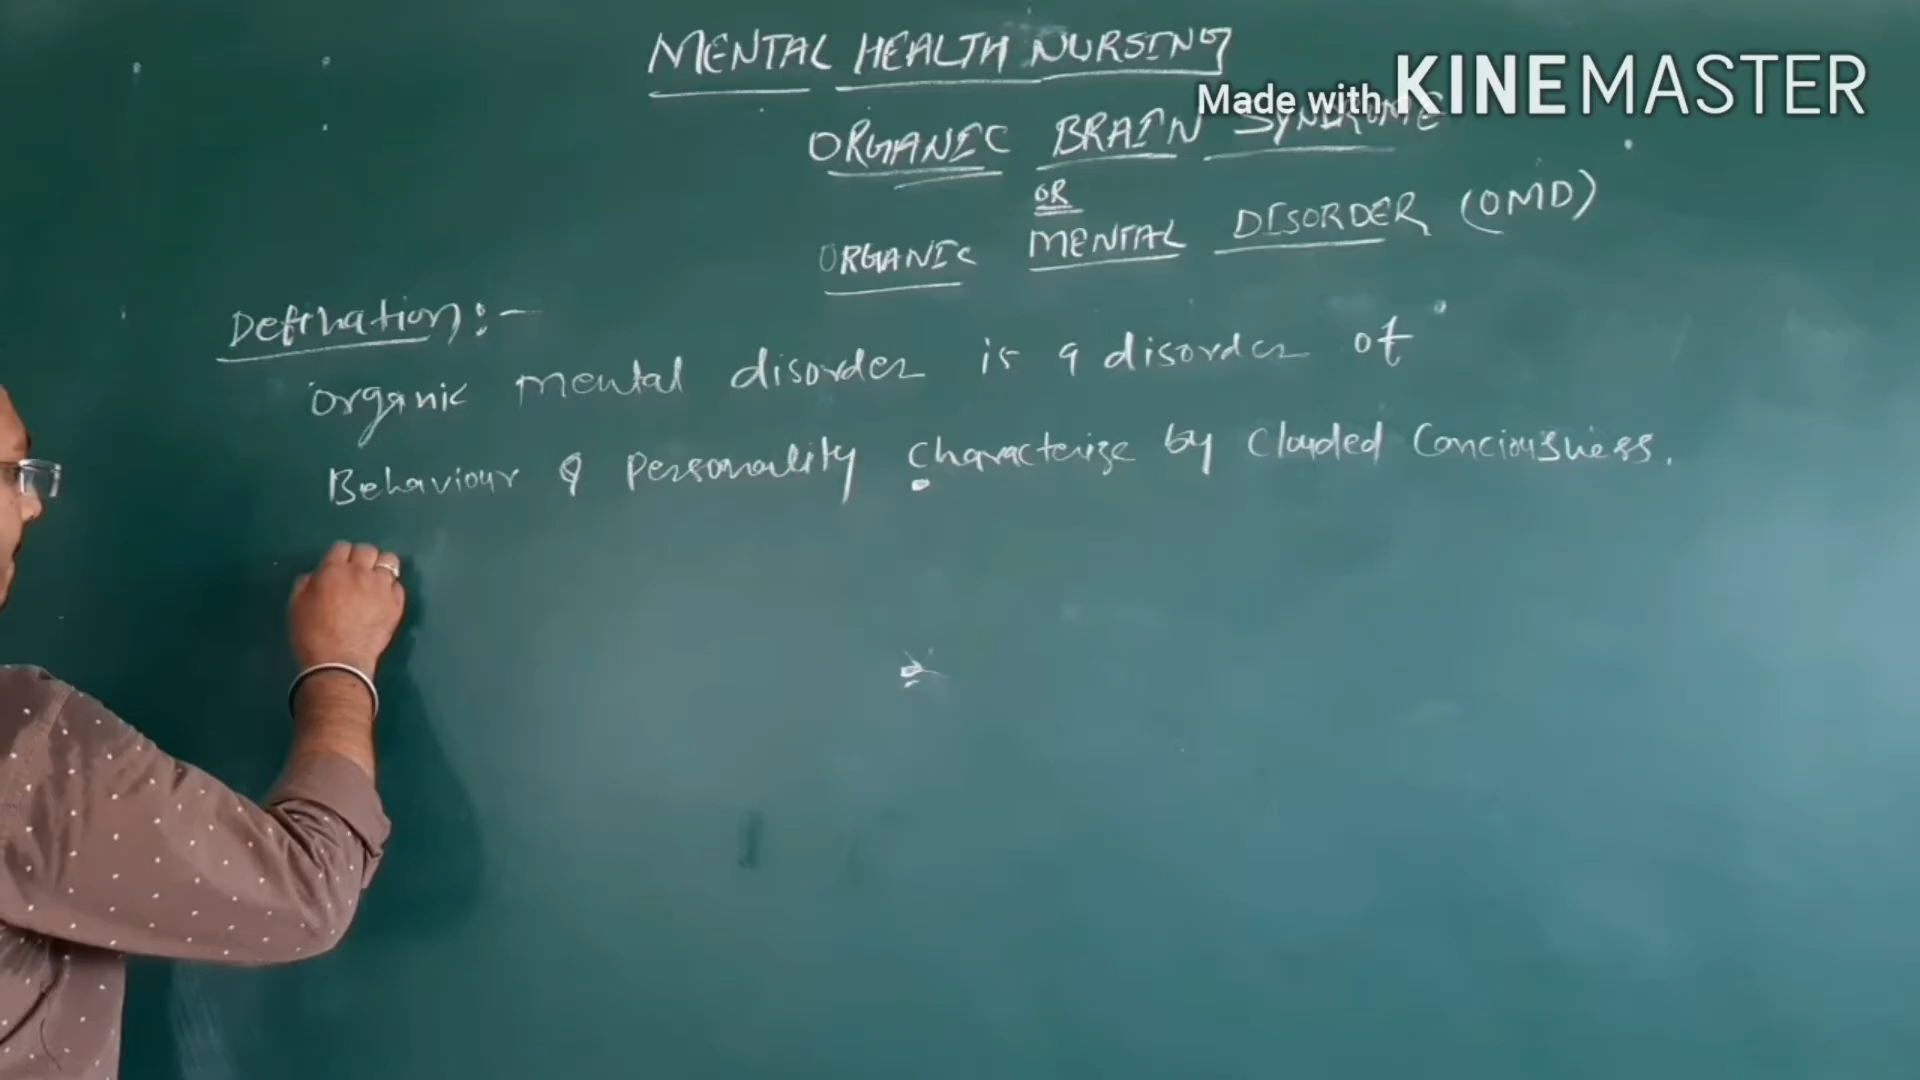 MENTAL HEALTH NURSING
Made with KINEMASTER
ORGANIC BRAIN SYNDROME
OR
ORGANIC MENTAL DISORDER (OMD)
Defination:-
organic mental disorder is a disorder of
Behaviour & personality characterize by clouded Conciousness.